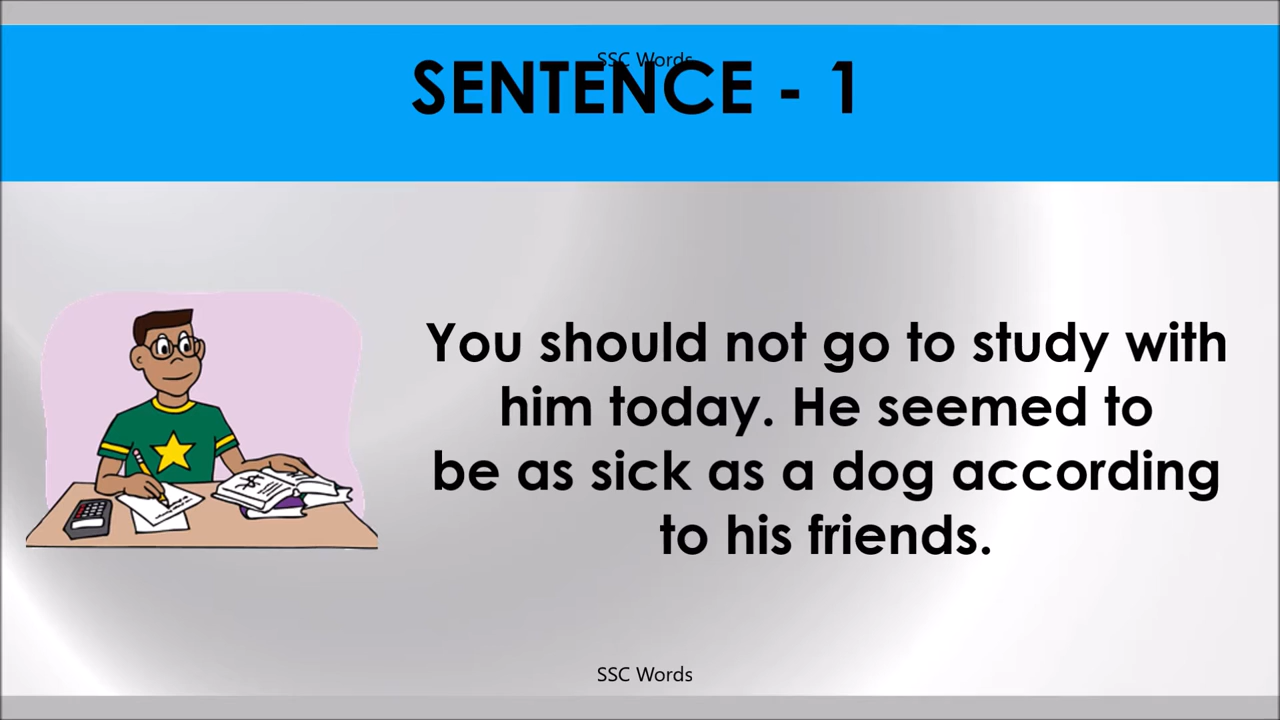 SSC Words
SENTENCE - 1
You should not go to study with
him today. He seemed to
be as sick as a dog according
to his friends.
SSC Words